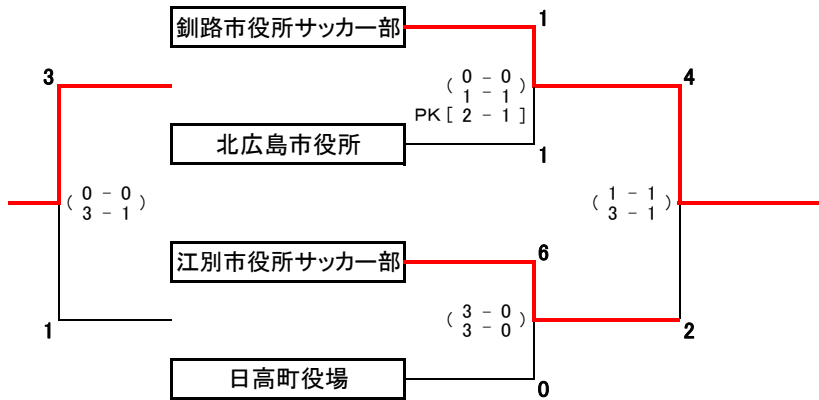 釧路市役所サッカー部
1
3
4
( 0 - 0 )
1 - 1
PK[ 2 - 1 ]
北広島市役所
1
( 0 - 0 )
3 - 1
( 1 - 1 )
3 - 1
江別市役所サッカー部
6
( 3 - 0 )
3 - 0
1
2
日高町役場
0